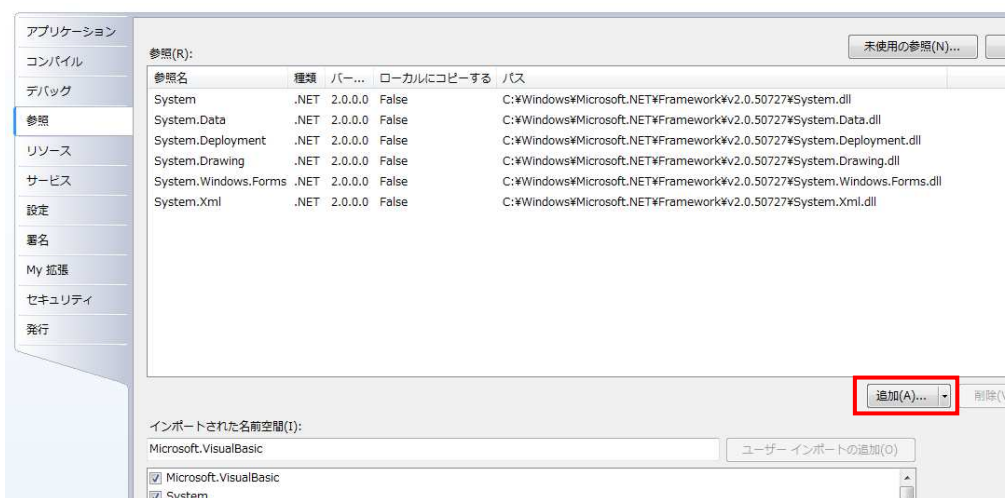 アプリケーション
コンパイル
デバッグ
参照
リソース
サービス
設定
署名
My 拡張
セキュリティ
発行
参照(R):
未使用の参照(N)...
参照名 種類 バー... ローカルにコピーする パス
System .NET 2.0.0.0 False C:¥Windows¥Microsoft.NET¥Framework¥v2.0.50727¥System.dll
System.Data .NET 2.0.0.0 False C:¥Windows¥Microsoft.NET¥Framework¥v2.0.50727¥System.Data.dll
System.Deployment .NET 2.0.0.0 False C:¥Windows¥Microsoft.NET¥Framework¥v2.0.50727¥System.Deployment.dll
System.Drawing .NET 2.0.0.0 False C:¥Windows¥Microsoft.NET¥Framework¥v2.0.50727¥System.Drawing.dll
System.Windows.Forms .NET 2.0.0.0 False C:¥Windows¥Microsoft.NET¥Framework¥v2.0.50727¥System.Windows.Forms.dll
System.Xml .NET 2.0.0.0 False C:¥Windows¥Microsoft.NET¥Framework¥v2.0.50727¥System.Xml.dll
追加(A)... 削除(V
インポートされた名前空間(I):
Microsoft.VisualBasic ユーザー インポートの追加(O)
Microsoft.VisualBasic
System